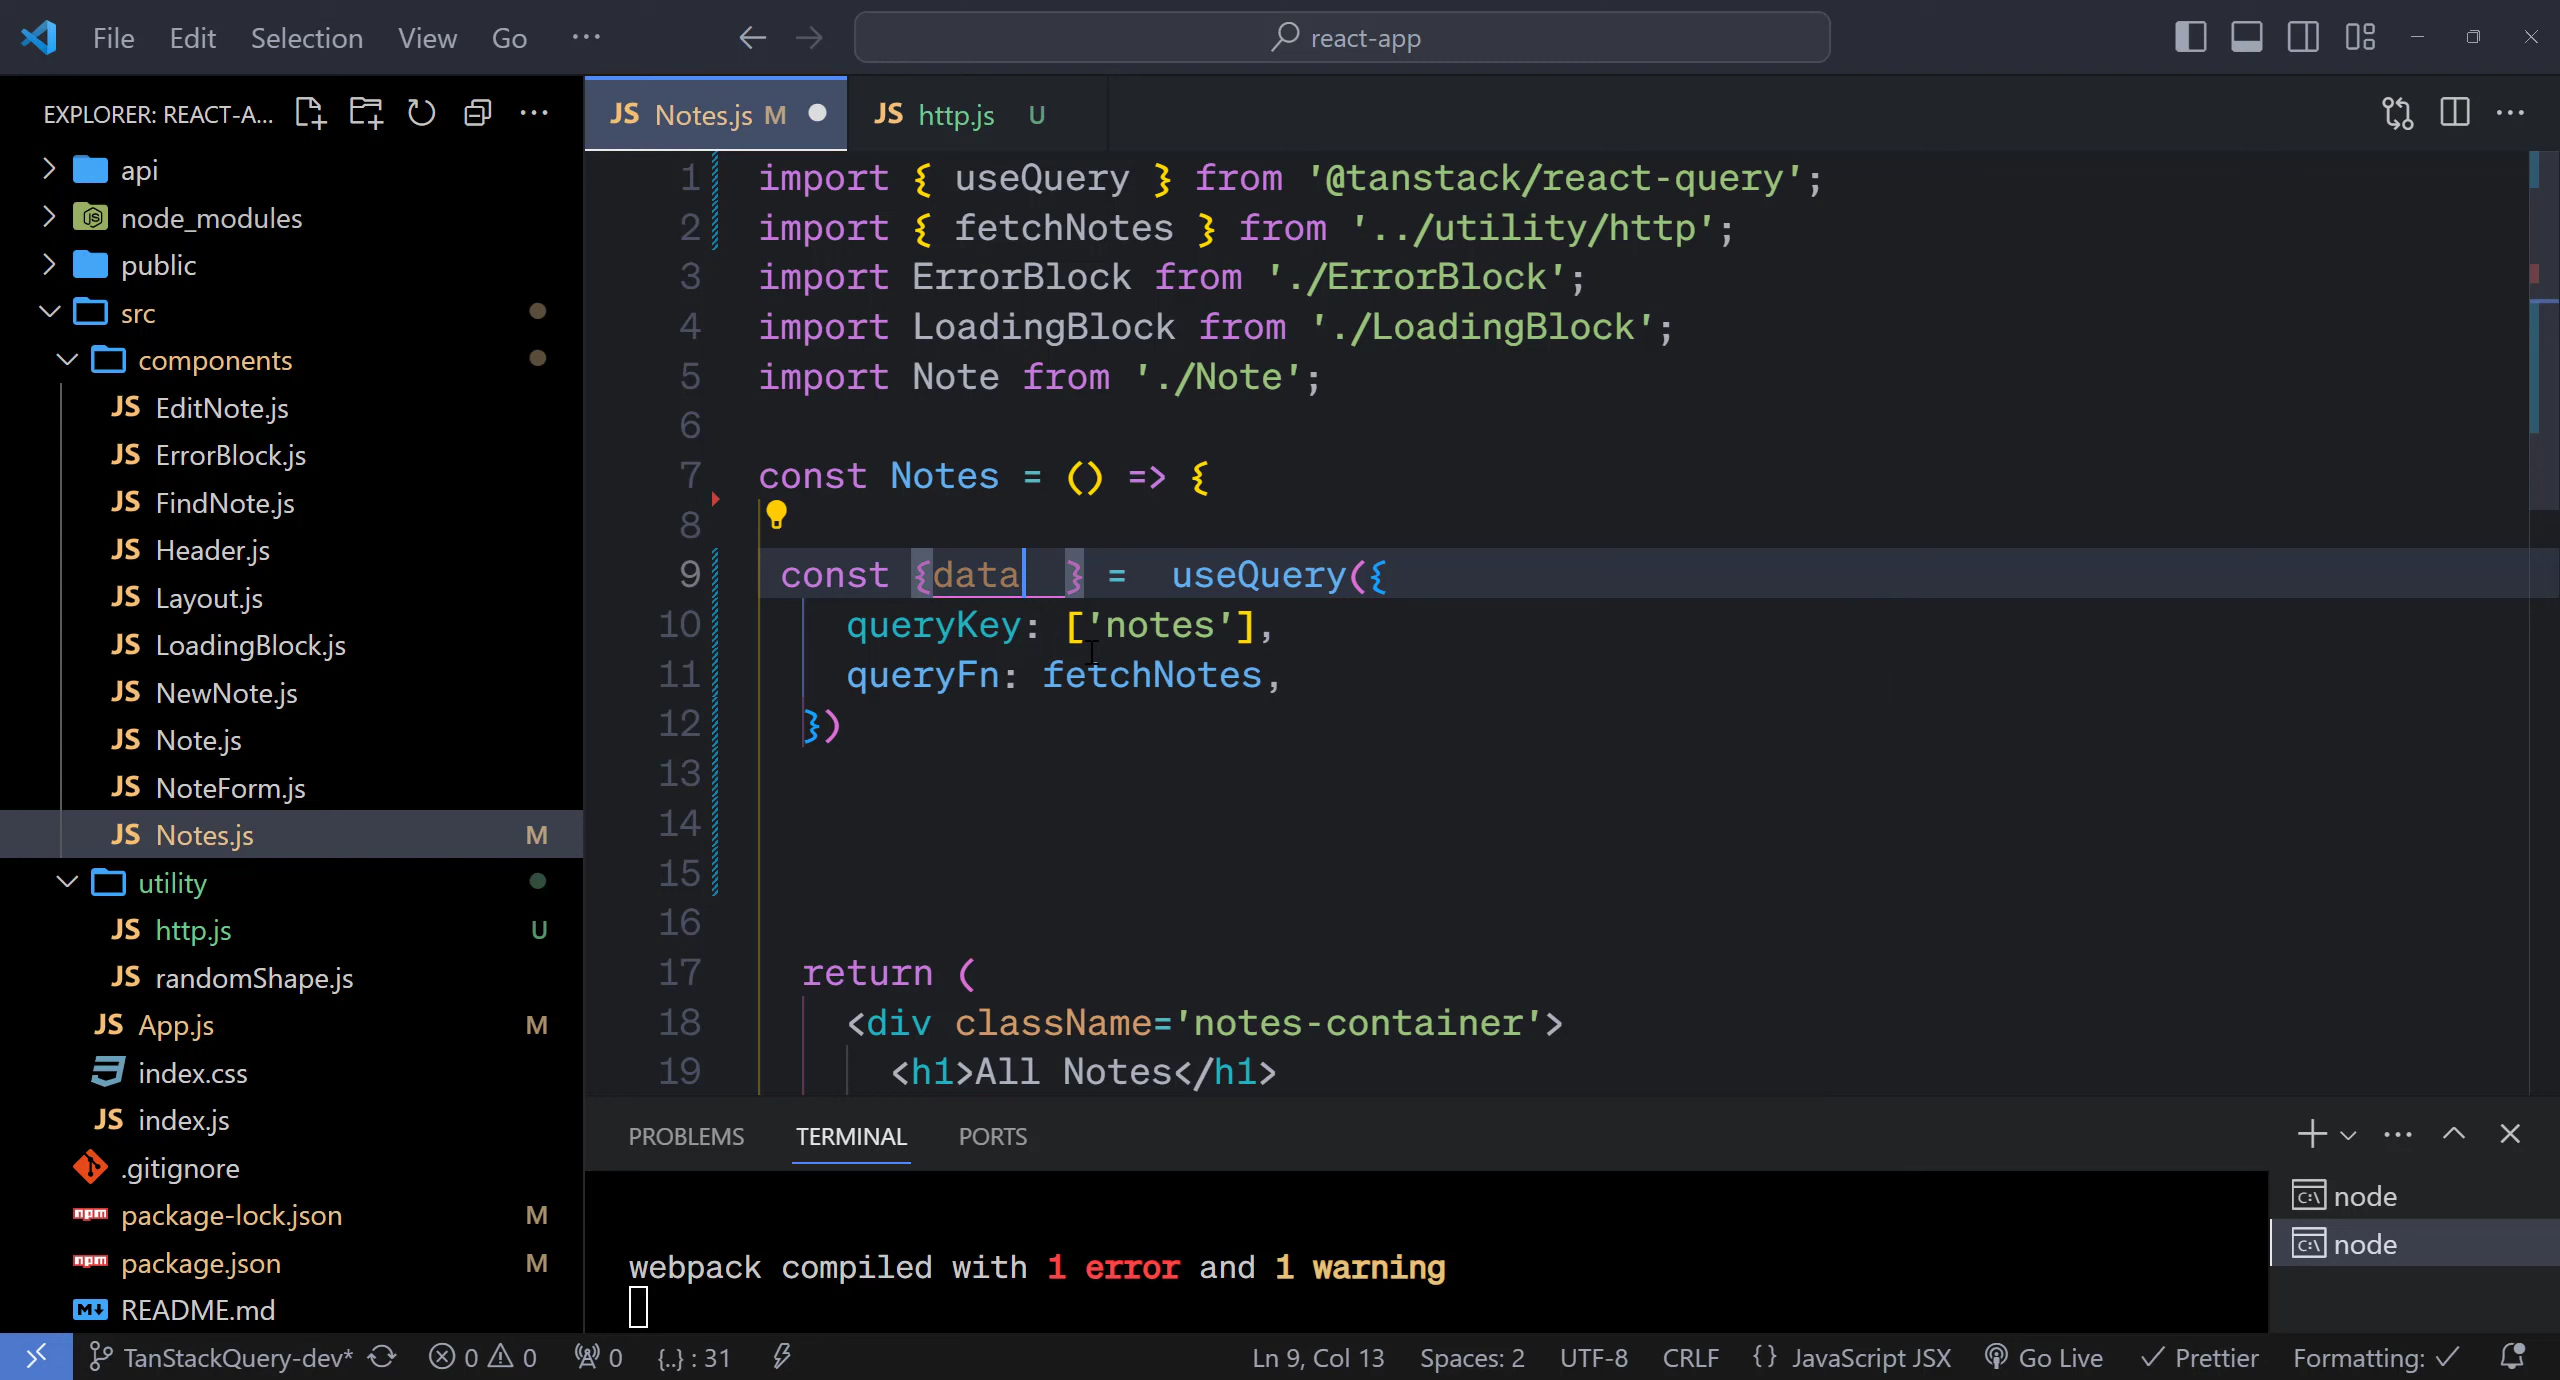 File Edit Selection View Go ···
react-app
EXPLORER: REACT-A...
api
node_modules
public
src
components
JS EditNote.js
JS ErrorBlock.js
JS FindNote.js
JS Header.js
JS Layout.js
JS LoadingBlock.js
JS NewNote.js
JS Note.js
JS NoteForm.js
JS Notes.js M
utility
JS http.js U
JS randomShape.js
JS App.js M
index.css
JS index.js
.gitignore
package-lock.json M
package.json M
README.md
JS Notes.js M
JS http.js U
1 import { useQuery } from '@tanstack/react-query';
2 import { fetchNotes } from '../utility/http';
3 import ErrorBlock from './ErrorBlock';
4 import LoadingBlock from './LoadingBlock';
5 import Note from './Note';
6
7 const Notes = () => {
8
9 const {data  } =  useQuery({
10 queryKey: ['notes'],
11 queryFn: fetchNotes,
12 })
13
14
15
16
17 return (
18 <div className='notes-container'>
19 <h1>All Notes</h1>
PROBLEMS TERMINAL PORTS
webpack compiled with 1 error and 1 warning
node
node
TanStackQuery-dev* 0 0 0 {..} : 31
Ln 9, Col 13 Spaces: 2 UTF-8 CRLF {} JavaScript JSX Go Live Prettier Formatting: ✓